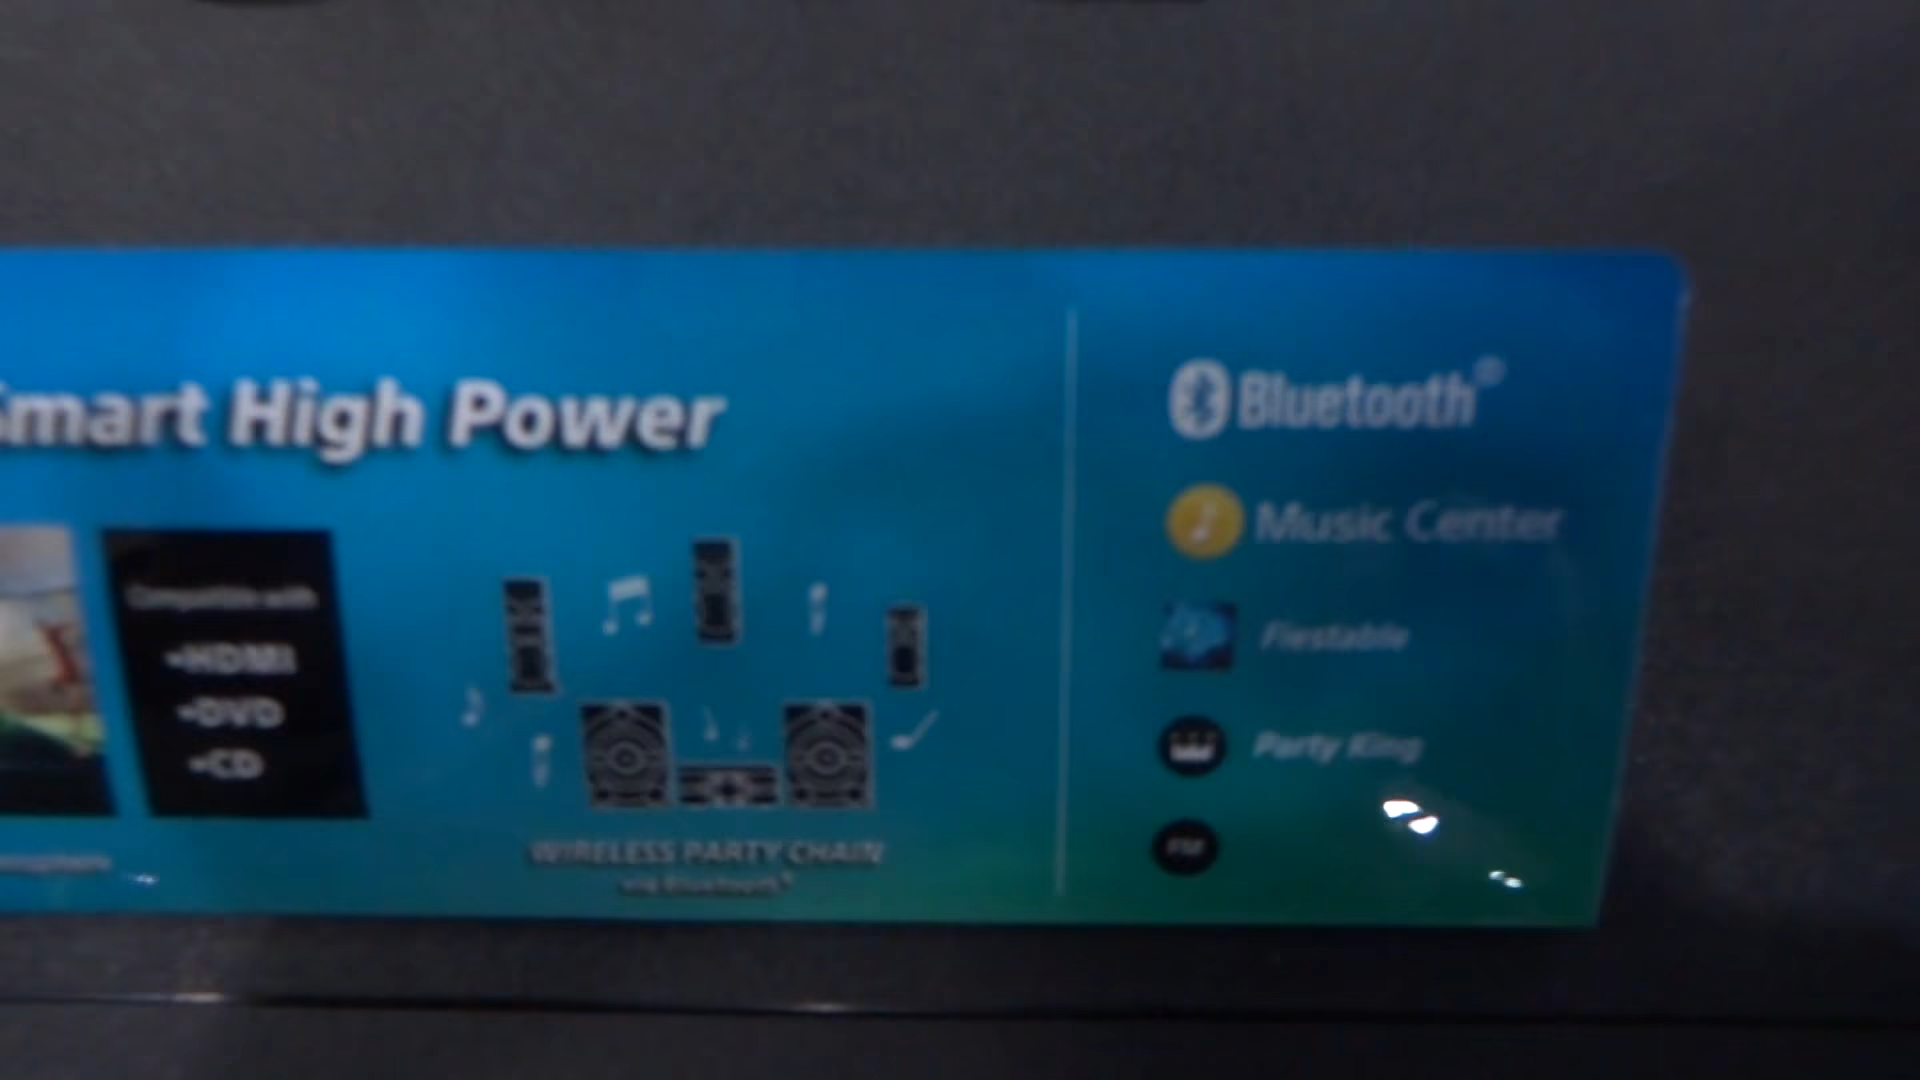 Smart High Power
Compatible with
•HDMI
•DVD
•CD
WIRELESS PARTY CHAIN
via Bluetooth®
Bluetooth®
Music Center
Fiestable
Party King
FM